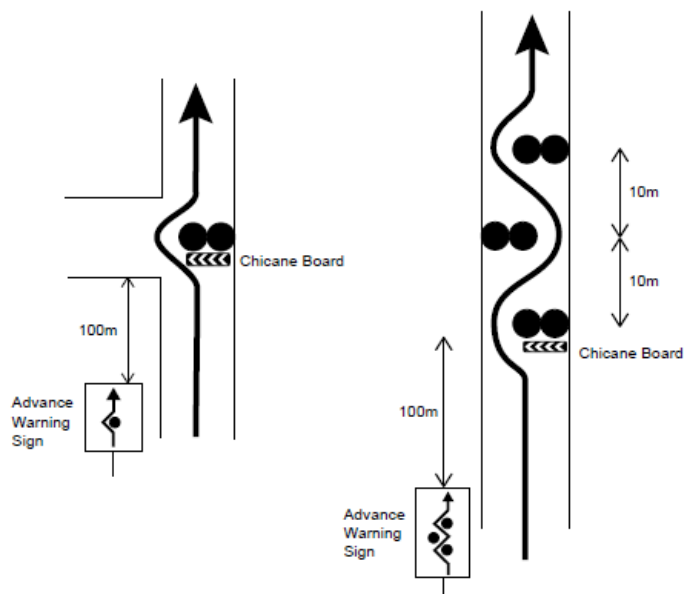 Chicane Board
100m
Advance
Warning
Sign
10m
10m
Chicane Board
100m
Advance
Warning
Sign